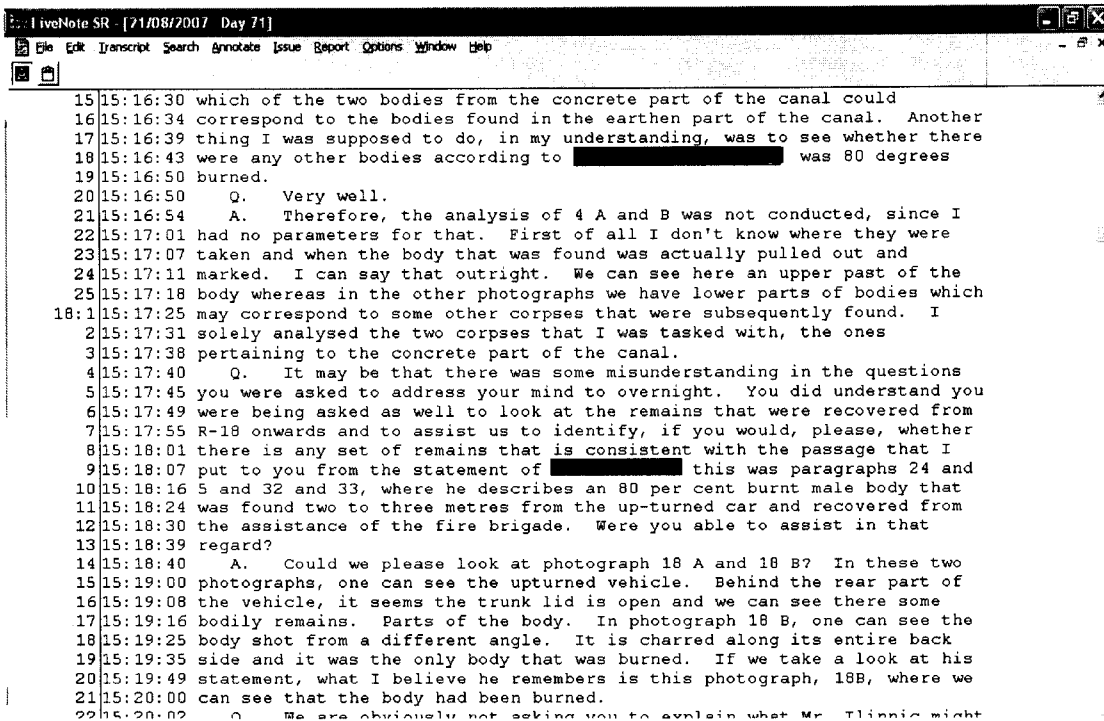 LiveNote SR - [21/08/2007 Day 71]
File Edit Transcript Search Annotate Issue Report Options Window Help
15 15:16:30 which of the two bodies from the concrete part of the canal could
16 15:16:34 correspond to the bodies found in the earthen part of the canal. Another
17 15:16:39 thing I was supposed to do, in my understanding, was to see whether there
18 15:16:43 were any other bodies according to was 80 degrees
19 15:16:50 burned.
20 15:16:50 Q. Very well.
21 15:16:54 A. Therefore, the analysis of 4 A and B was not conducted, since I
22 15:17:01 had no parameters for that. First of all I don't know where they were
23 15:17:07 taken and when the body that was found was actually pulled out and
24 15:17:11 marked. I can say that outright. We can see here an upper past of the
25 15:17:18 body whereas in the other photographs we have lower parts of bodies which
18:1 15:17:25 may correspond to some other corpses that were subsequently found. I
2 15:17:31 solely analysed the two corpses that I was tasked with, the ones
3 15:17:38 pertaining to the concrete part of the canal.
4 15:17:40 Q. It may be that there was some misunderstanding in the questions
5 15:17:45 you were asked to address your mind to overnight. You did understand you
6 15:17:49 were being asked as well to look at the remains that were recovered from
7 15:17:55 R-18 onwards and to assist us to identify, if you would, please, whether
8 15:18:01 there is any set of remains that is consistent with the passage that I
9 15:18:07 put to you from the statement of this was paragraphs 24 and
10 15:18:16 5 and 32 and 33, where he describes an 80 per cent burnt male body that
11 15:18:24 was found two to three metres from the up-turned car and recovered from
12 15:18:30 the assistance of the fire brigade. Were you able to assist in that
13 15:18:39 regard?
14 15:18:40 A. Could we please look at photograph 18 A and 18 B? In these two
15 15:19:00 photographs, one can see the upturned vehicle. Behind the rear part of
16 15:19:08 the vehicle, it seems the trunk lid is open and we can see there some
17 15:19:16 bodily remains. Parts of the body. In photograph 18 B, one can see the
18 15:19:25 body shot from a different angle. It is charred along its entire back
19 15:19:35 side and it was the only body that was burned. If we take a look at his
20 15:19:49 statement, what I believe he remembers is this photograph, 18B, where we
21 15:20:00 can see that the body had been burned.
22 15:20:02 Q. We are obviously not asking you to explain what Mr. might